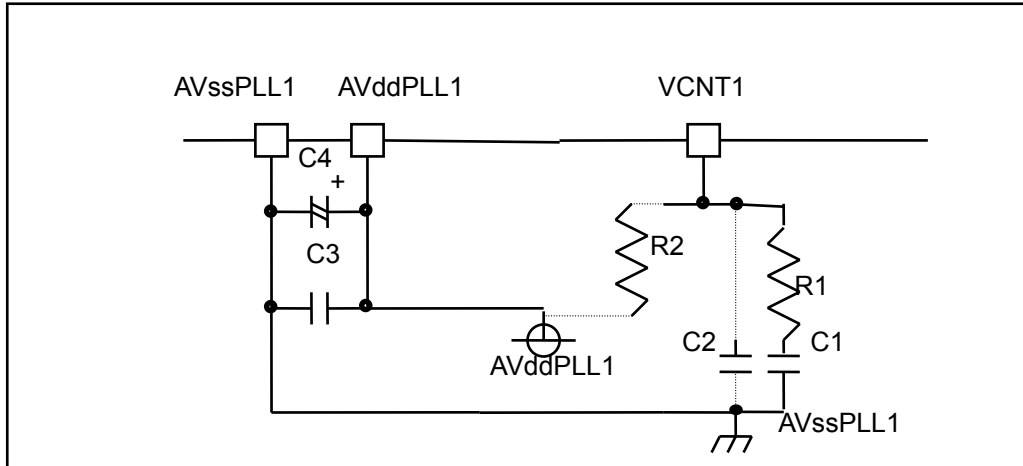 AVssPLL1 AVddPLL1 VCNT1
C4
+
C3
R2
R1
C2 C1
AVddPLL1
AVssPLL1